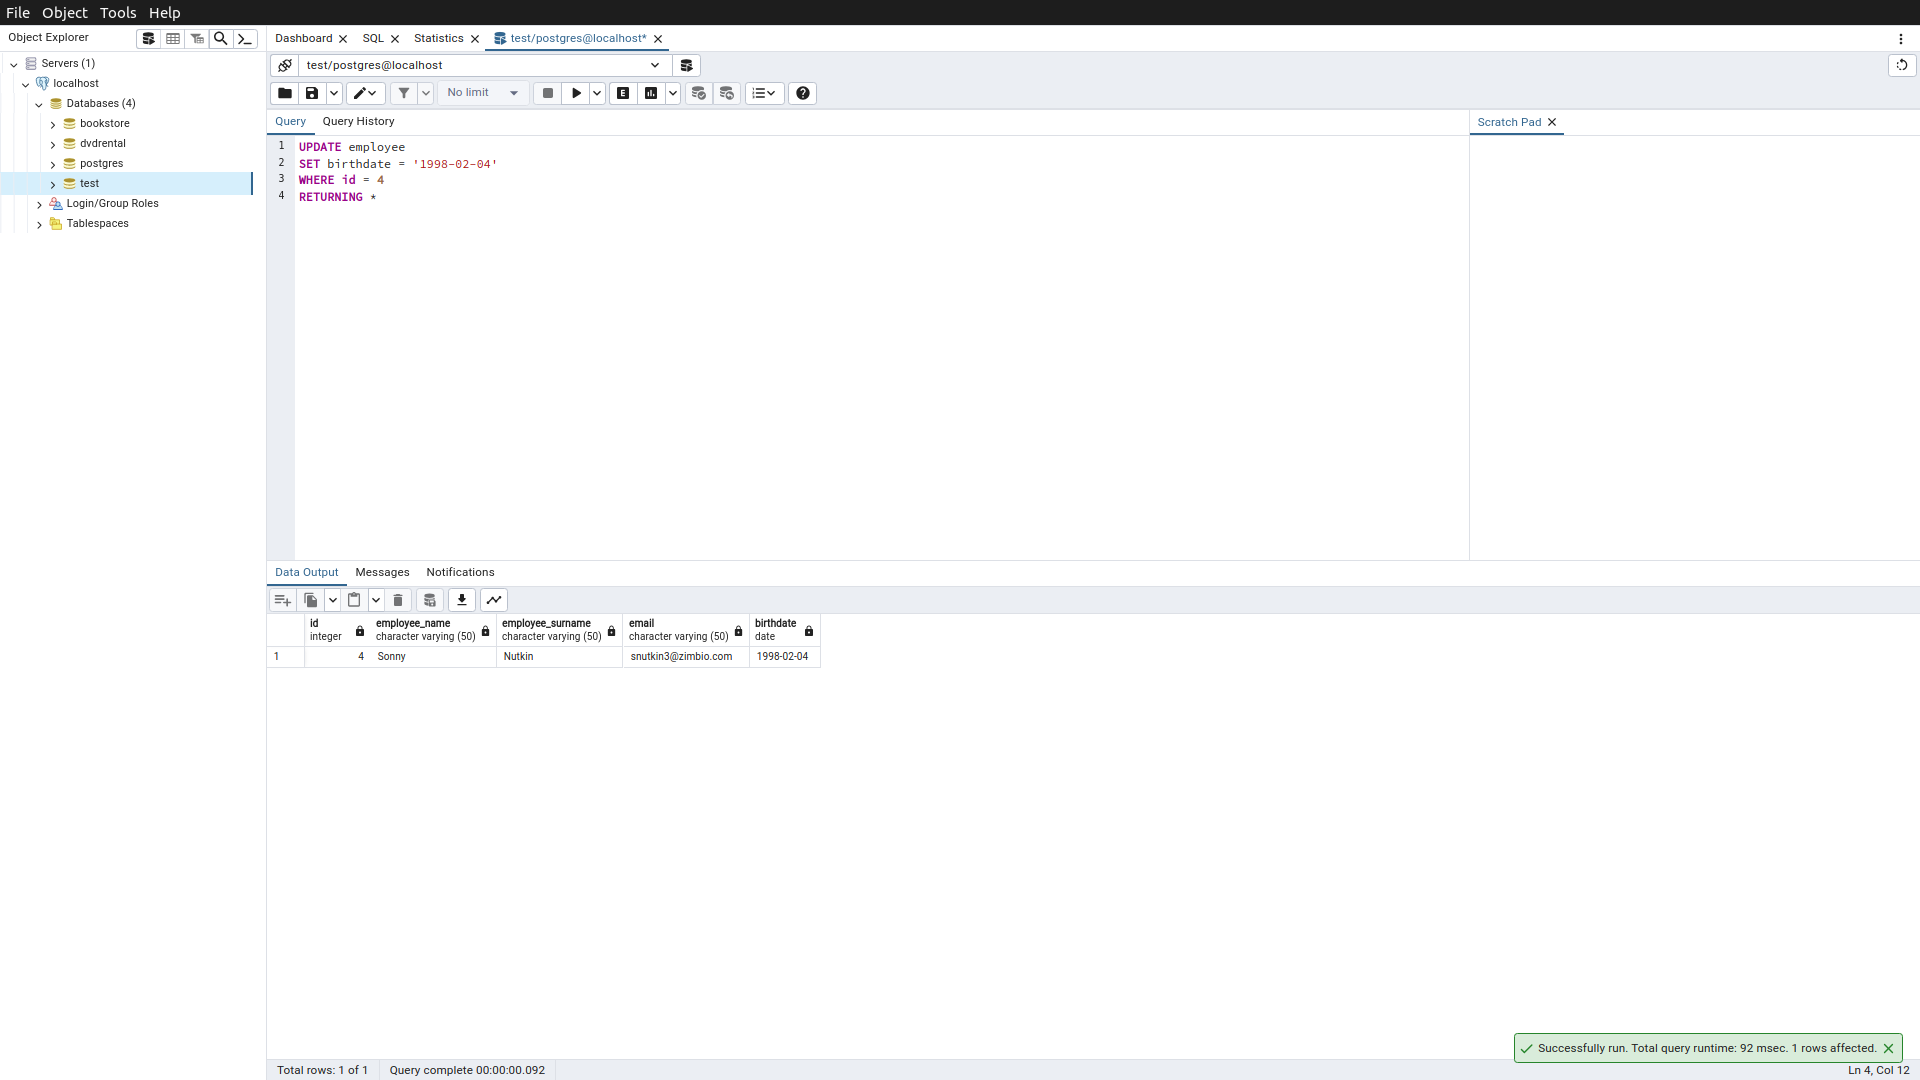 File Object Tools Help
Object Explorer
Dashboard SQL Statistics test/postgres@localhost*
Servers (1)
localhost
Databases (4)
bookstore
dvdrental
postgres
test
Login/Group Roles
Tablespaces
test/postgres@localhost
No limit
E
Query Query History
Scratch Pad
1 UPDATE employee
2 SET birthdate = '1998-02-04'
3 WHERE id = 4
4 RETURNING *
Data Output Messages Notifications
id employee_name employee_surname email birthdate
integer character varying (50) character varying (50) character varying (50) date
1 4 Sonny Nutkin snutkin3@zimbio.com 1998-02-04
Successfully run. Total query runtime: 92 msec. 1 rows affected.
Total rows: 1 of 1 Query complete 00:00:00.092 Ln 4, Col 12